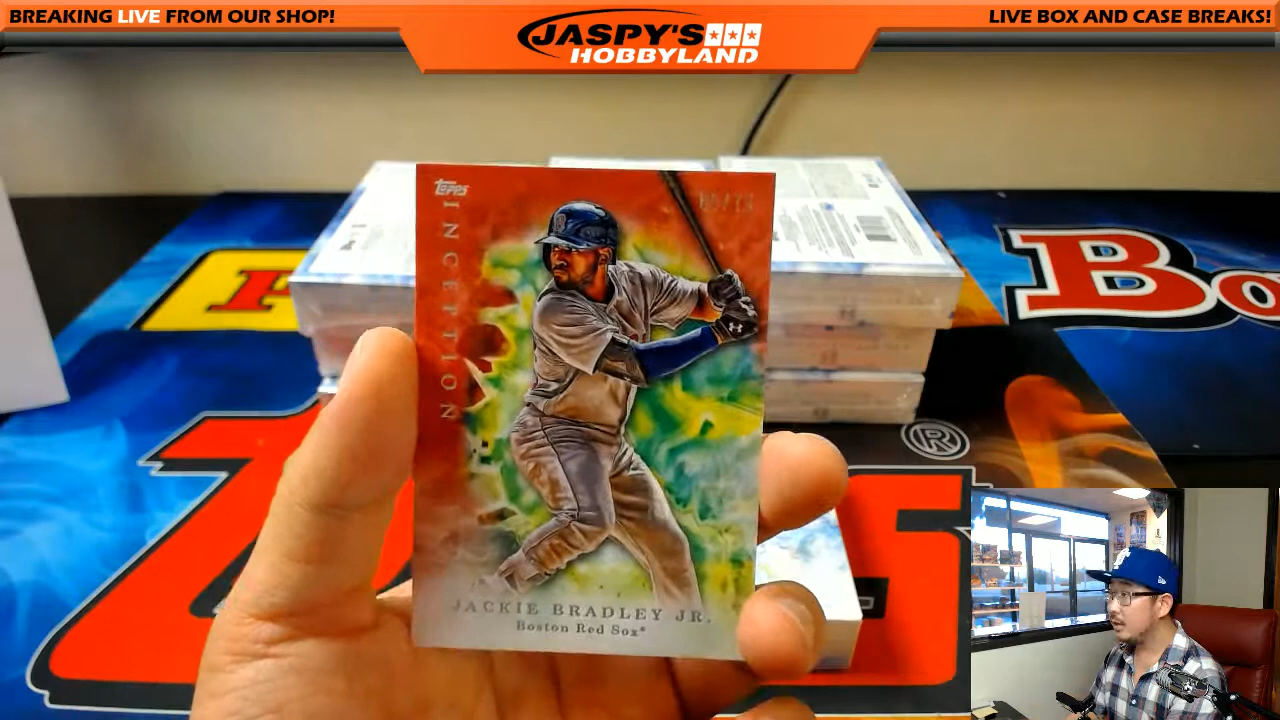 BREAKING LIVE FROM OUR SHOP!
JASPY'S
HOBBYLAND
LIVE BOX AND CASE BREAKS!
Topps
INCEPTION
JACKIE BRADLEY JR.
Boston Red Sox®
Bo
®